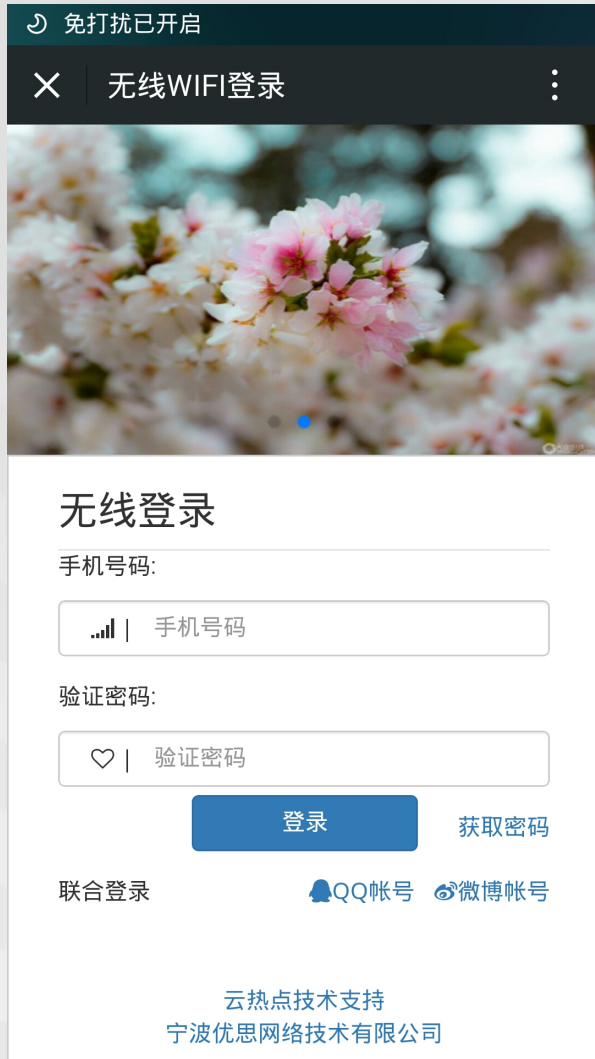 免打扰已开启
无线WIFI登录
无线登录
手机号码:
手机号码
验证密码:
验证密码
登录 获取密码
联合登录 QQ帐号 微博帐号
云热点技术支持
宁波优思网络技术有限公司